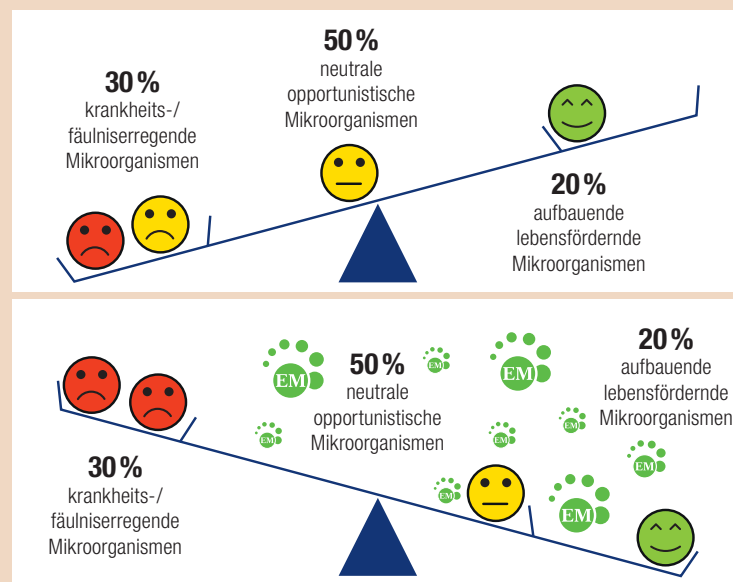 50 %
neutrale
opportunistische
Mikroorganismen
30 %
krankheits-/
fäulniserregende
Mikroorganismen
20 %
aufbauende
lebensfördernde
Mikroorganismen
EM
50 %
neutrale
opportunistische
Mikroorganismen
EM
EM
20 %
aufbauende
lebensfördernde
Mikroorganismen
EM
EM
EM
30 %
krankheits-/
fäulniserregende
Mikroorganismen
EM
EM
EM